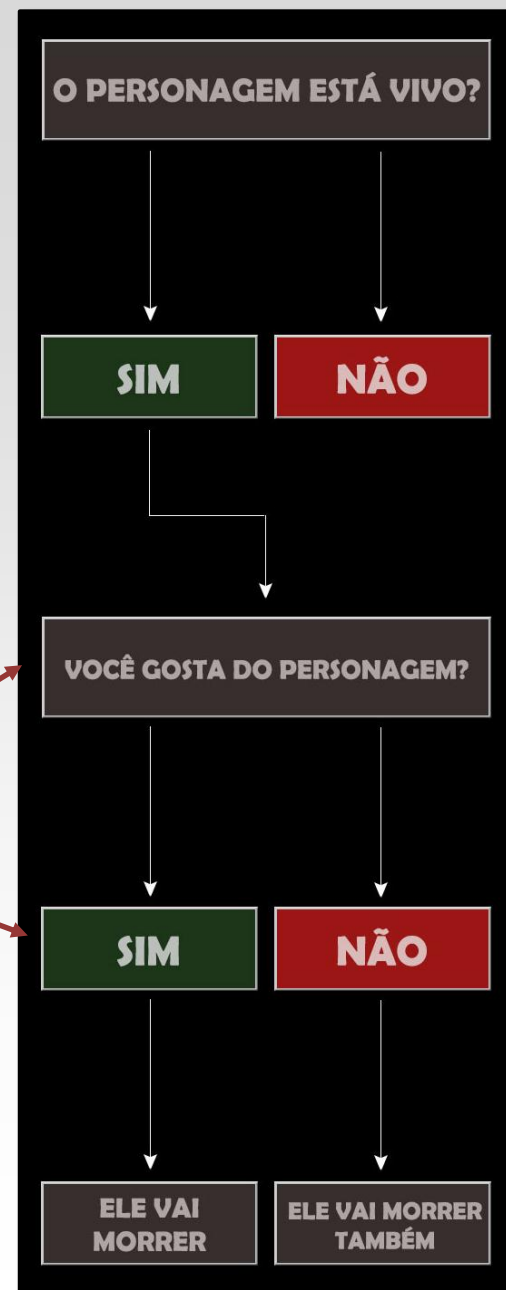 O PERSONAGEM ESTÁ VIVO?
SIM
NÃO
VOCÊ GOSTA DO PERSONAGEM?
SIM
NÃO
ELE VAI
MORRER
ELE VAI MORRER
TAMBÉM